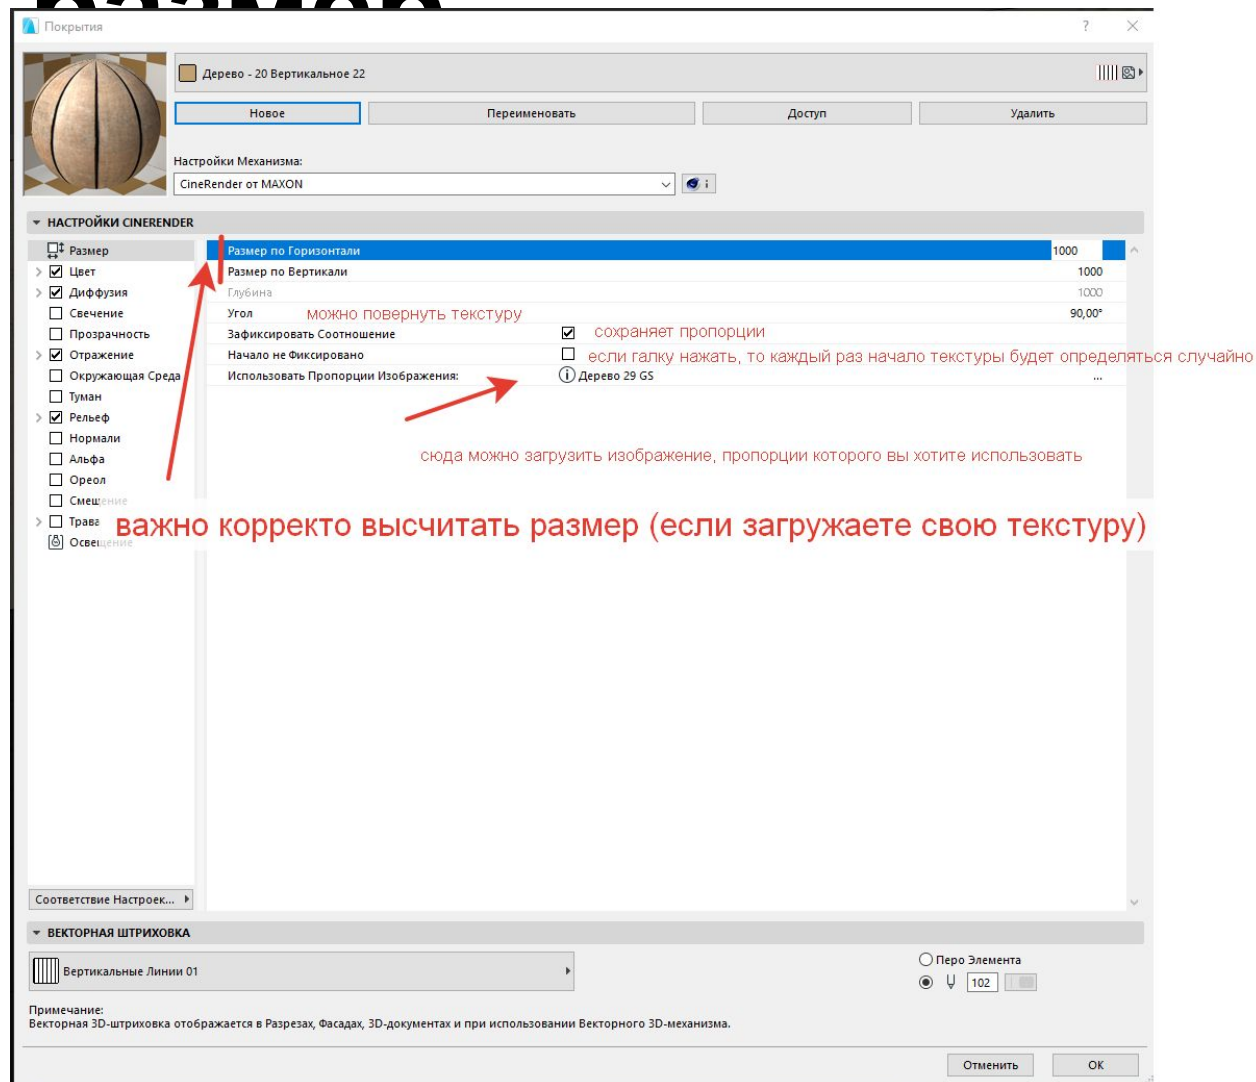 размер
Покрытия
?
Дерево - 20 Вертикальное 22
Новое
Переименовать
Доступ
Удалить
Настройки Механизма:
CineRender от MAXON
i
НАСТРОЙКИ CINERENDER
Размер
Цвет
Диффузия
Свечение
Прозрачность
Отражение
Окружающая Среда
Туман
Рельеф
Нормали
Альфа
Ореол
Смещение
Трава
Освещение
Размер по Горизонтали 1000
Размер по Вертикали 1000
Глубина 1000
Угол можно повернуть текстуру 90,00°
Зафиксировать Соотношение сохраняет пропорции
Начало не Фиксировано если галку нажать, то каждый раз начало текстуры будет определяться случайно
Использовать Пропорции Изображения: i Дерево 29 GS ...
сюда можно загрузить изображение, пропорции которого вы хотите использовать
важно корректо высчитать размер (если загружаете свою текстуру)
Соответствие Настроек...
ВЕКТОРНАЯ ШТРИХОВКА
Вертикальные Линии 01
Перо Элемента
102
Примечание:
Векторная 3D-штриховка отображается в Разрезах, Фасадах, 3D-документах и при использовании Векторного 3D-механизма.
Отменить
OK